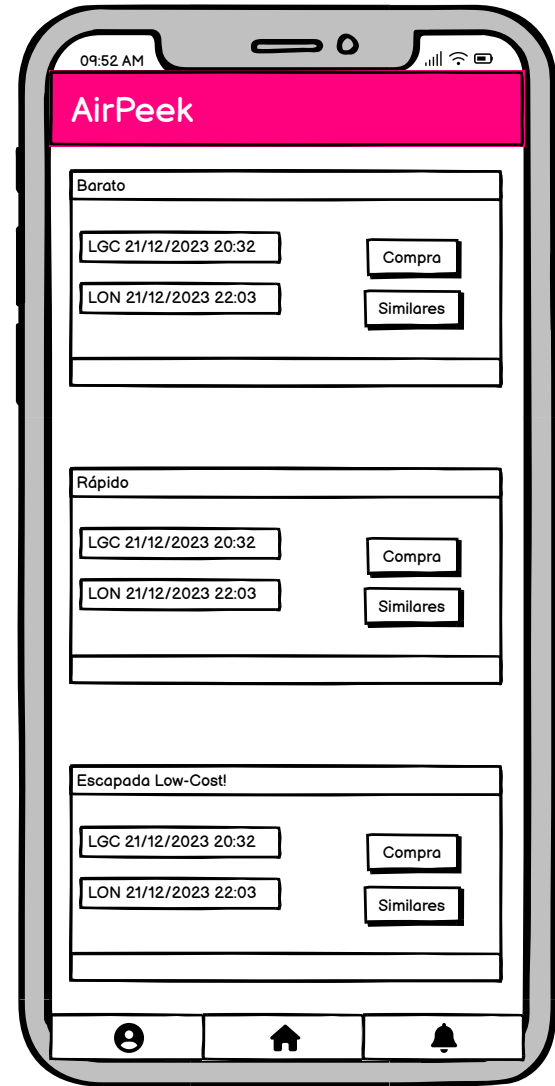 09:52 AM
AirPeek
Barato
LGC 21/12/2023 20:32
Compra
LON 21/12/2023 22:03
Similares
Rápido
LGC 21/12/2023 20:32
Compra
LON 21/12/2023 22:03
Similares
Escapada Low-Cost!
LGC 21/12/2023 20:32
Compra
LON 21/12/2023 22:03
Similares